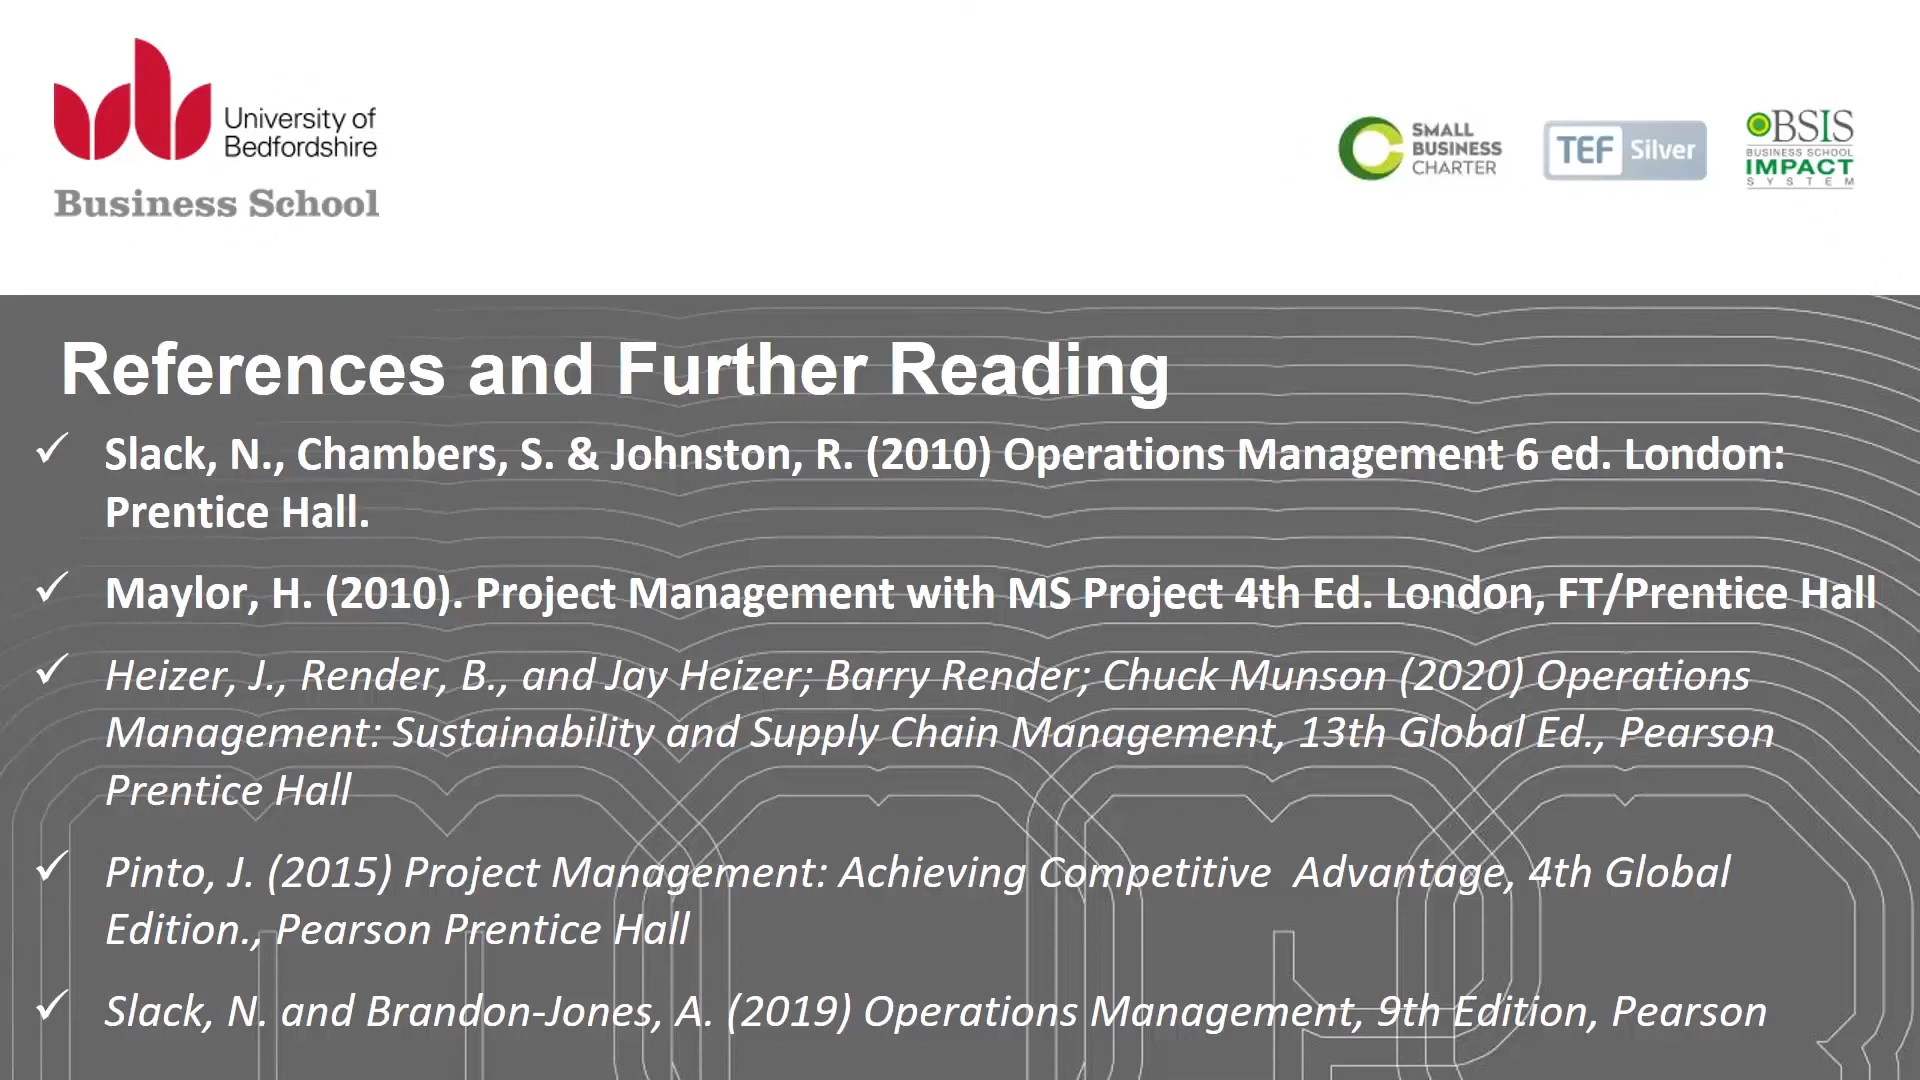 University of
Bedfordshire
Business School
SMALL
BUSINESS
CHARTER
TEF Silver
BSIS
BUSINESS SCHOOL
IMPACT
SYSTEM
References and Further Reading
✓ Slack, N., Chambers, S. & Johnston, R. (2010) Operations Management 6 ed. London:
Prentice Hall.
✓ Maylor, H. (2010). Project Management with MS Project 4th Ed. London, FT/Prentice Hall
✓ Heizer, J., Render, B., and Jay Heizer; Barry Render; Chuck Munson (2020) Operations
Management: Sustainability and Supply Chain Management, 13th Global Ed., Pearson
Prentice Hall
✓ Pinto, J. (2015) Project Management: Achieving Competitive  Advantage, 4th Global
Edition., Pearson Prentice Hall
✓ Slack, N. and Brandon-Jones, A. (2019) Operations Management, 9th Edition, Pearson